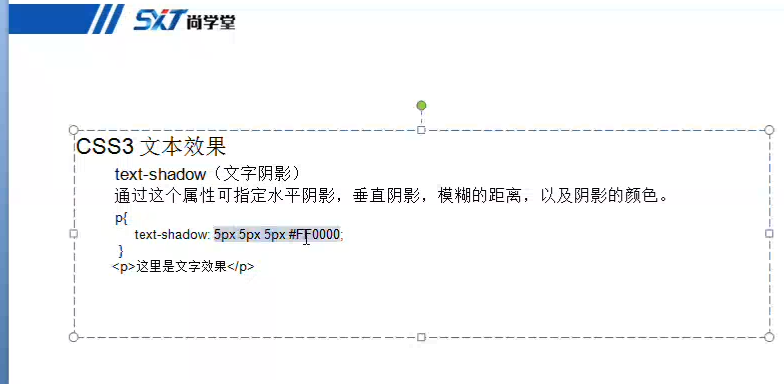 SXT尚学堂
CSS3 文本效果
text-shadow（文字阴影）
通过这个属性可指定水平阴影，垂直阴影，模糊的距离，以及阴影的颜色。
p{
text-shadow: 5px 5px 5px #FF0000;
}
<p>这里是文字效果</p>